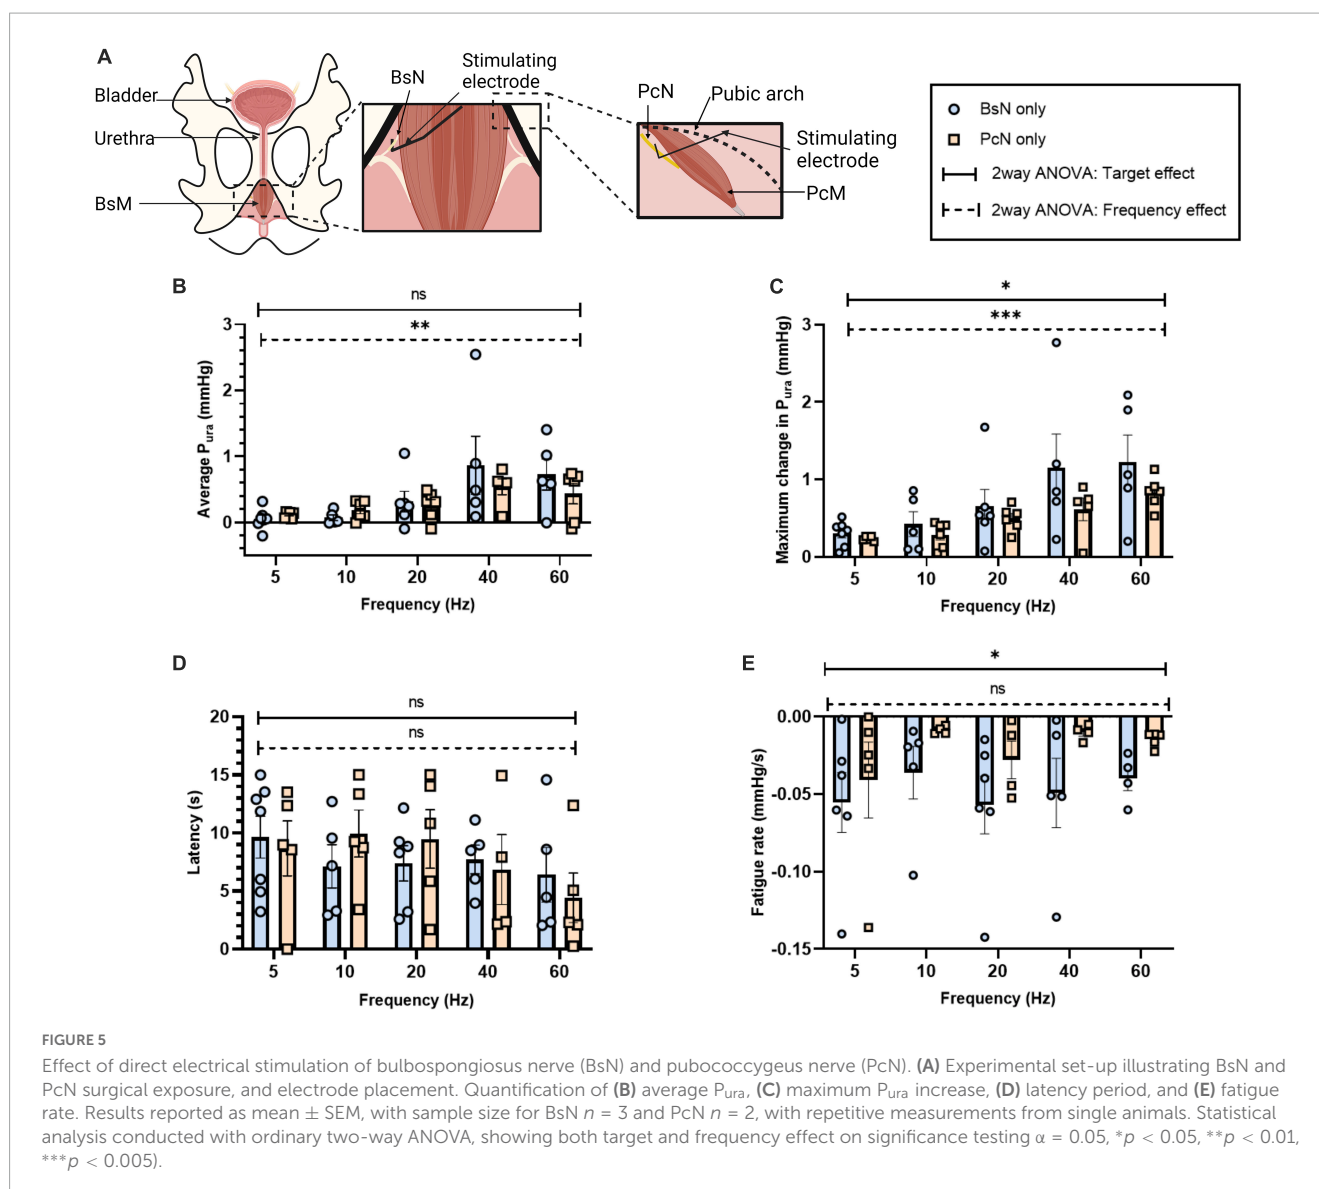 A
Bladder
Urethra
BsM
BsN
Stimulating
electrode
PcN
Pubic arch
Stimulating
electrode
PcM
BsN only
PcN only
2way ANOVA: Target effect
2way ANOVA: Frequency effect
B
ns
**
Average Pura (mmHg)
3
2
1
0
5 10 20 40 60
Frequency (Hz)
C
*
***
Maximum change in Pura (mmHg)
3
2
1
0
5 10 20 40 60
Frequency (Hz)
D
ns
ns
Latency (s)
20
15
10
5
0
5 10 20 40 60
Frequency (Hz)
E
*
ns
Fatigue rate (mmHg/s)
0.00
-0.05
-0.10
-0.15
5 10 20 40 60
Frequency (Hz)
FIGURE 5
Effect of direct electrical stimulation of bulbospongiosus nerve (BsN) and pubococcygeus nerve (PcN). (A) Experimental set-up illustrating BsN and
PcN surgical exposure, and electrode placement. Quantification of (B) average Pura, (C) maximum Pura increase, (D) latency period, and (E) fatigue
rate. Results reported as mean ± SEM, with sample size for BsN n = 3 and PcN n = 2, with repetitive measurements from single animals. Statistical
analysis conducted with ordinary two-way ANOVA, showing both target and frequency effect on significance testing α = 0.05, *p < 0.05, **p < 0.01,
***p < 0.005).